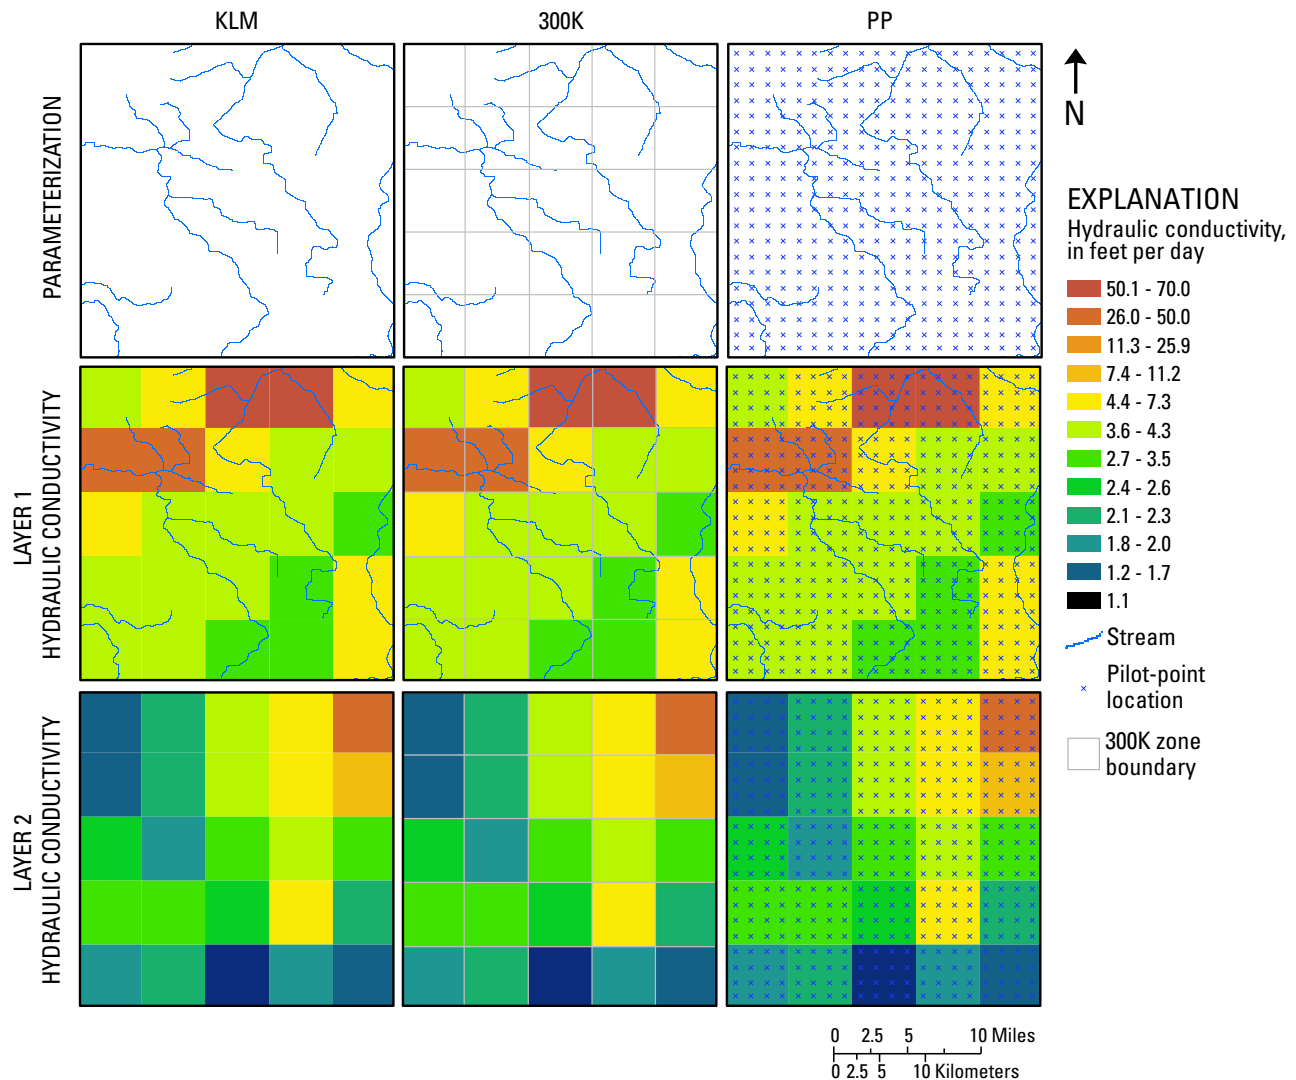 KLM
300K
PP
PARAMETERIZATION
LAYER 1
HYDRAULIC CONDUCTIVITY
LAYER 2
HYDRAULIC CONDUCTIVITY
N
EXPLANATION
Hydraulic conductivity,
in feet per day
50.1 - 70.0
26.0 - 50.0
11.3 - 25.9
7.4 - 11.2
4.4 - 7.3
3.6 - 4.3
2.7 - 3.5
2.4 - 2.6
2.1 - 2.3
1.8 - 2.0
1.2 - 1.7
1.1
Stream
Pilot-point
location
300K zone
boundary
0 2.5 5 10 Miles
0 2.5 5 10 Kilometers